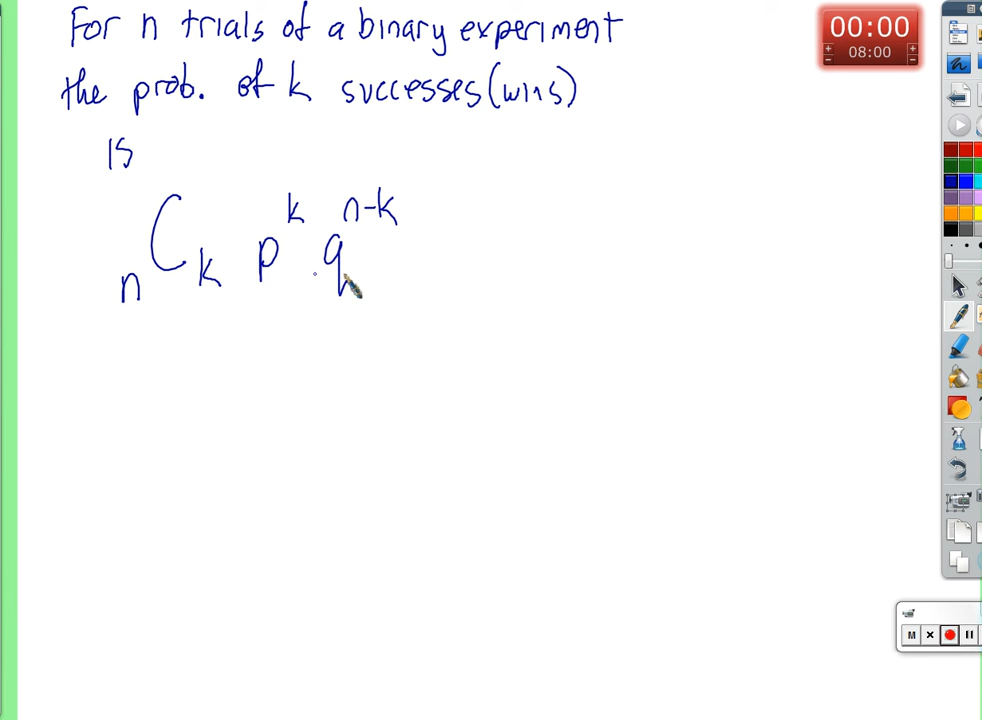 For n trials of a binary experiment
the prob. of k successes (wins)
is
nCk p^k · q^n-k
00:00
08:00
M